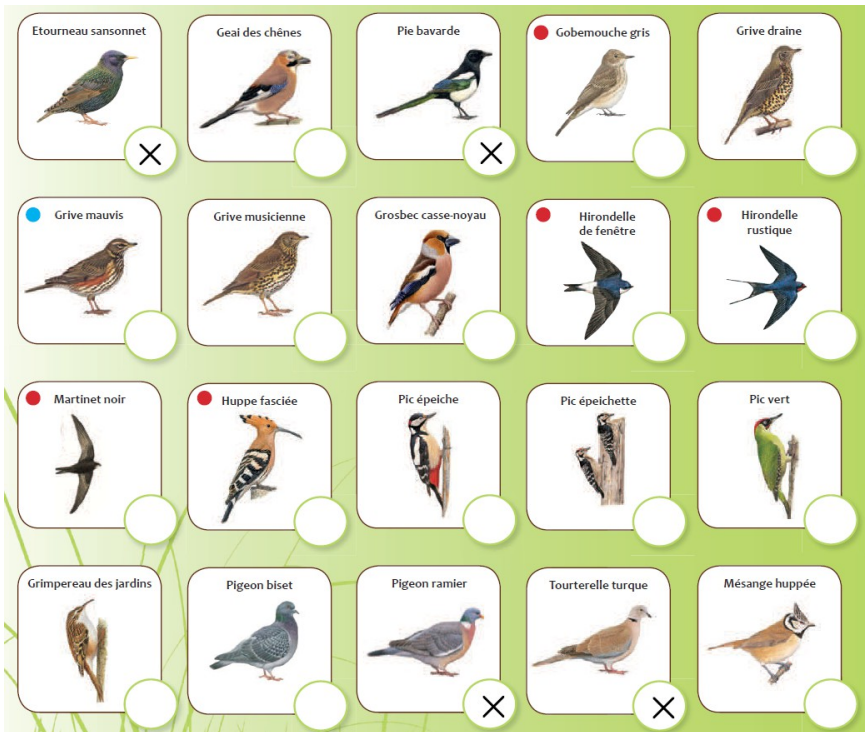 Etourneau sansonnet
Geai des chênes
Pie bavarde
Gobemouche gris
Grive draine
X
X
Grive mauvis
Grive musicienne
Grosbec casse-noyau
Hirondelle
de fenêtre
Hirondelle
rustique
Martinet noir
Huppe fasciée
Pic épeiche
Pic épeichette
Pic vert
Grimpereau des jardins
Pigeon biset
Pigeon ramier
Tourterelle turque
Mésange huppée
X
X